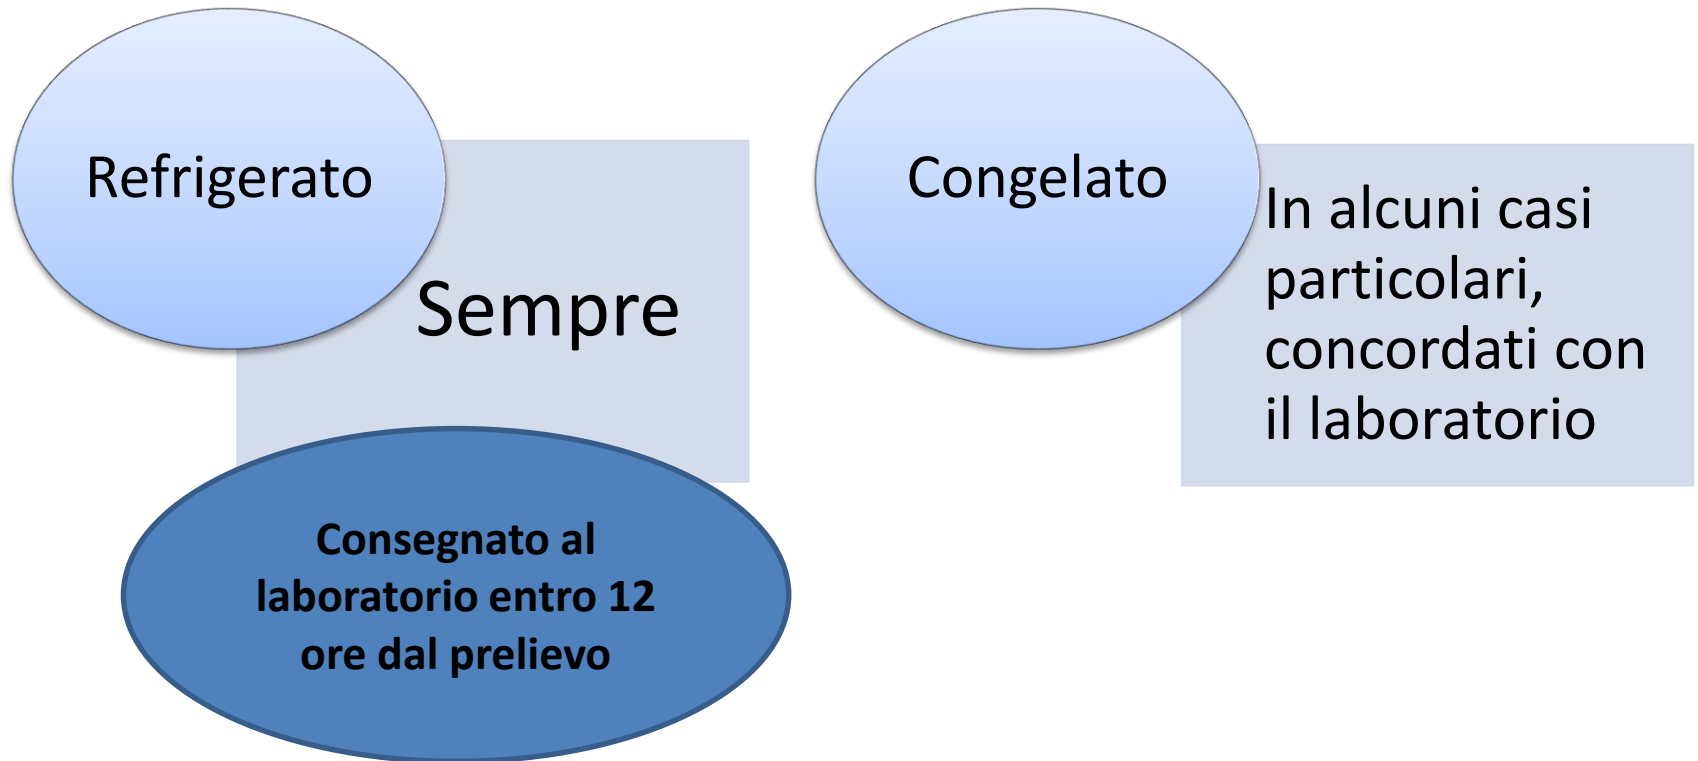 Refrigerato
Sempre
Consegnato al
laboratorio entro 12
ore dal prelievo
Congelato
In alcuni casi
particolari,
concordati con
il laboratorio